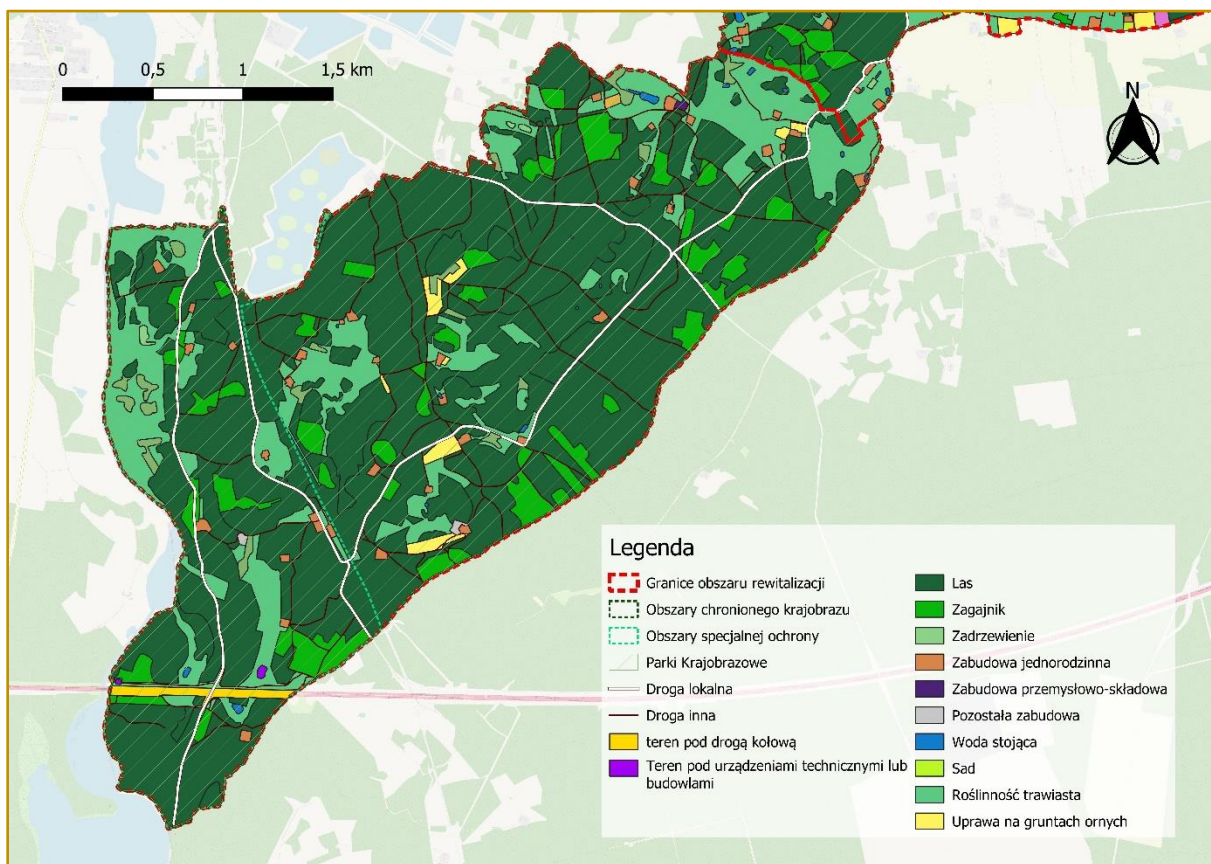 0 0,5 1 1,5 km
N
Legenda
Granice obszaru rewitalizacji
Obszary chronionego krajobrazu
Obszary specjalnej ochrony
Parki Krajobrazowe
Droga lokalna
Droga inna
teren pod drogą kołową
Teren pod urządzeniami technicznymi lub
budowlami
Las
Zagajnik
Zadrzewienie
Zabudowa jednorodzinna
Zabudowa przemysłowo-składowa
Pozostała zabudowa
Woda stojąca
Sad
Roślinność trawiasta
Uprawa na gruntach ornych